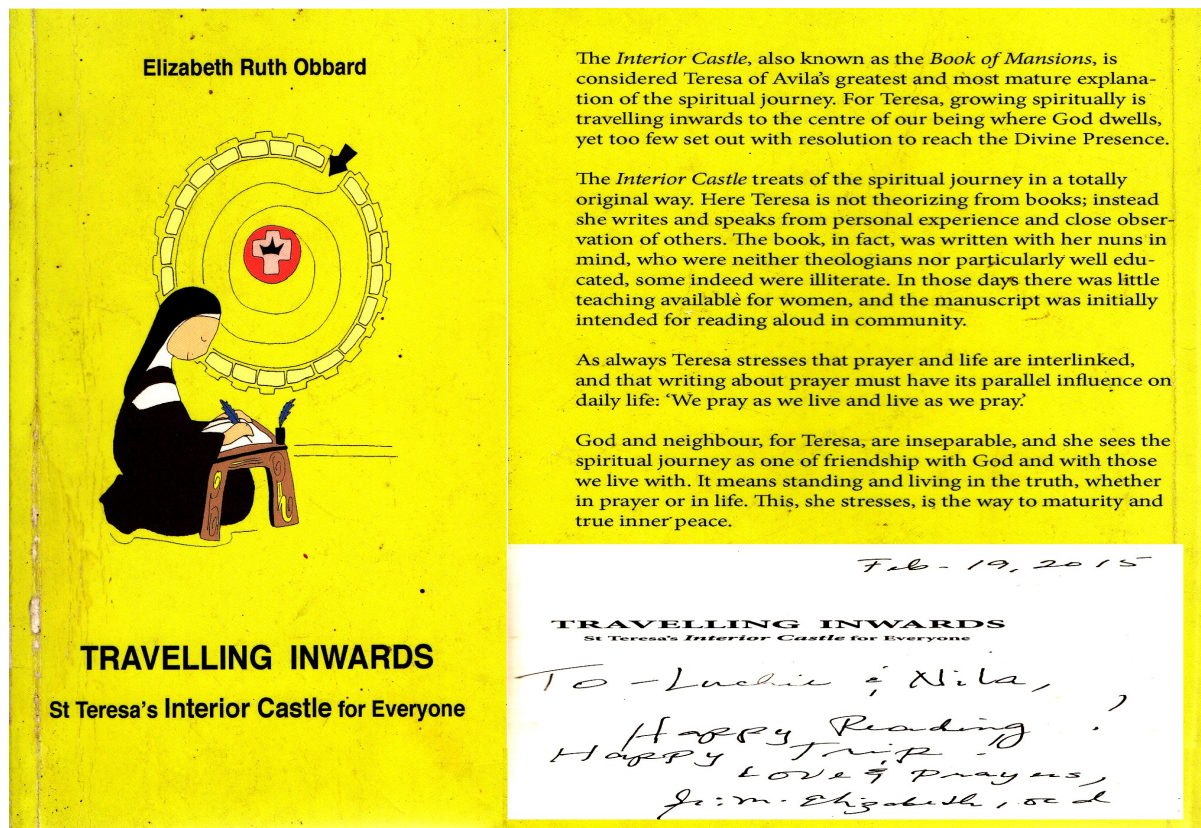 Elizabeth Ruth Obbard
TRAVELLING INWARDS
St Teresa's Interior Castle for Everyone
The Interior Castle, also known as the Book of Mansions, is
considered Teresa of Avila's greatest and most mature explana-
tion of the spiritual journey. For Teresa, growing spiritually is
travelling inwards to the centre of our being where God dwells,
yet too few set out with resolution to reach the Divine Presence.
The Interior Castle treats of the spiritual journey in a totally
original way. Here Teresa is not theorizing from books; instead
she writes and speaks from personal experience and close obser-
vation of others. The book, in fact, was written with her nuns in
mind, who were neither theologians nor particularly well edu-
cated, some indeed were illiterate. In those days there was little
teaching available for women, and the manuscript was initially
intended for reading aloud in community.
As always Teresa stresses that prayer and life are interlinked,
and that writing about prayer must have its parallel influence on
daily life: 'We pray as we live and live as we pray.'
God and neighbour, for Teresa, are inseparable, and she sees the
spiritual journey as one of friendship with God and with those
we live with. It means standing and living in the truth, whether
in prayer or in life. This, she stresses, is the way to maturity and
true inner peace.
Feb - 19, 2015
TRAVELLING INWARDS
St Teresa's Interior Castle for Everyone
To - Luchie & Nila,
Happy Reading!
Happy Trip.
Love & prayers,
M. Elizabeth, ocd